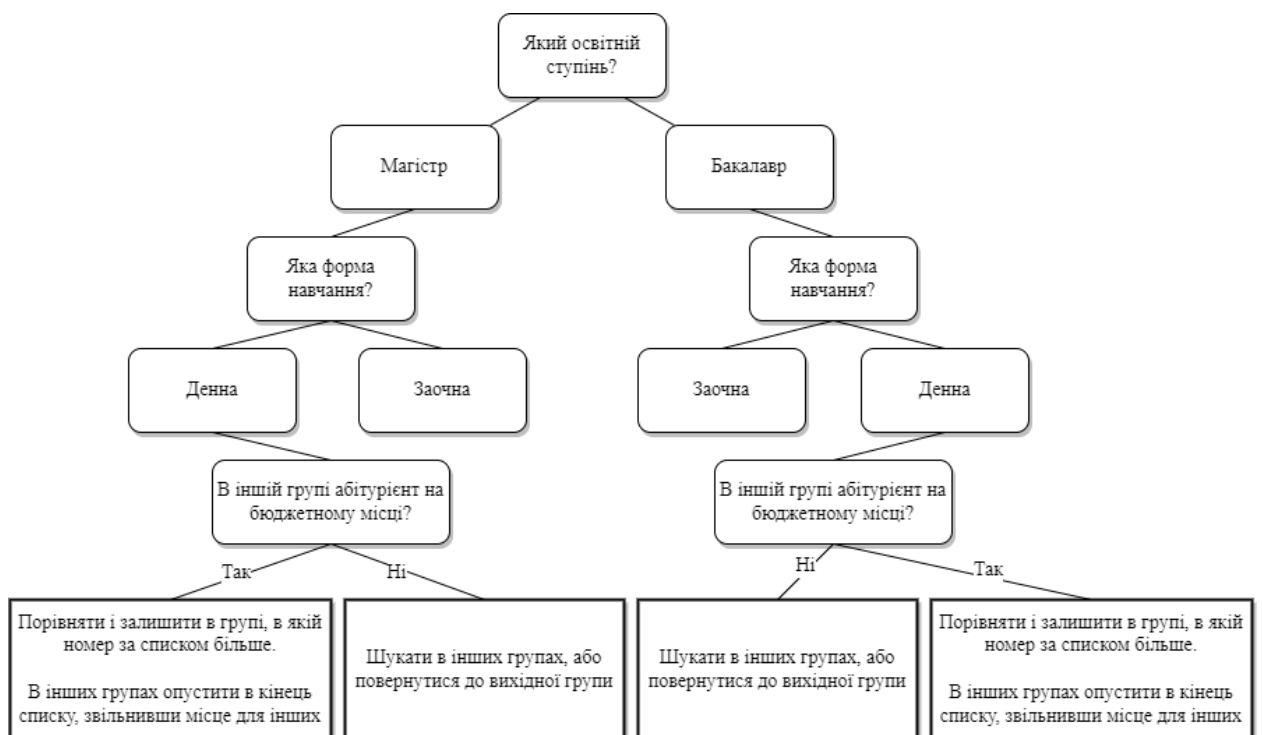 Який освітній
ступінь?
Магістр
Бакалавр
Яка форма
навчання?
Яка форма
навчання?
Денна
Заочна
Заочна
Денна
В іншій групі абітурієнт на
бюджетному місці?
В іншій групі абітурієнт на
бюджетному місці?
Так
Ні
Ні
Так
Порівняти і залишити в групі, в якій
номер за списком більше.
В інших групах опустити в кінець
списку, звільнивши місце для інших
Шукати в інших групах, або
повернутися до вихідної групи
Шукати в інших групах, або
повернутися до вихідної групи
Порівняти і залишити в групі, в якій
номер за списком більше.
В інших групах опустити в кінець
списку, звільнивши місце для інших